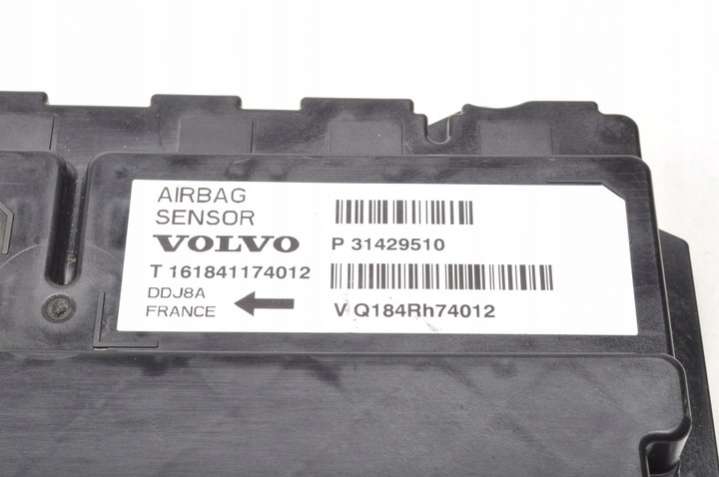 AIRBAG
SENSOR
VOLVO
P 31429510
T 161841174012
DDJ8A
FRANCE
V Q184Rh74012